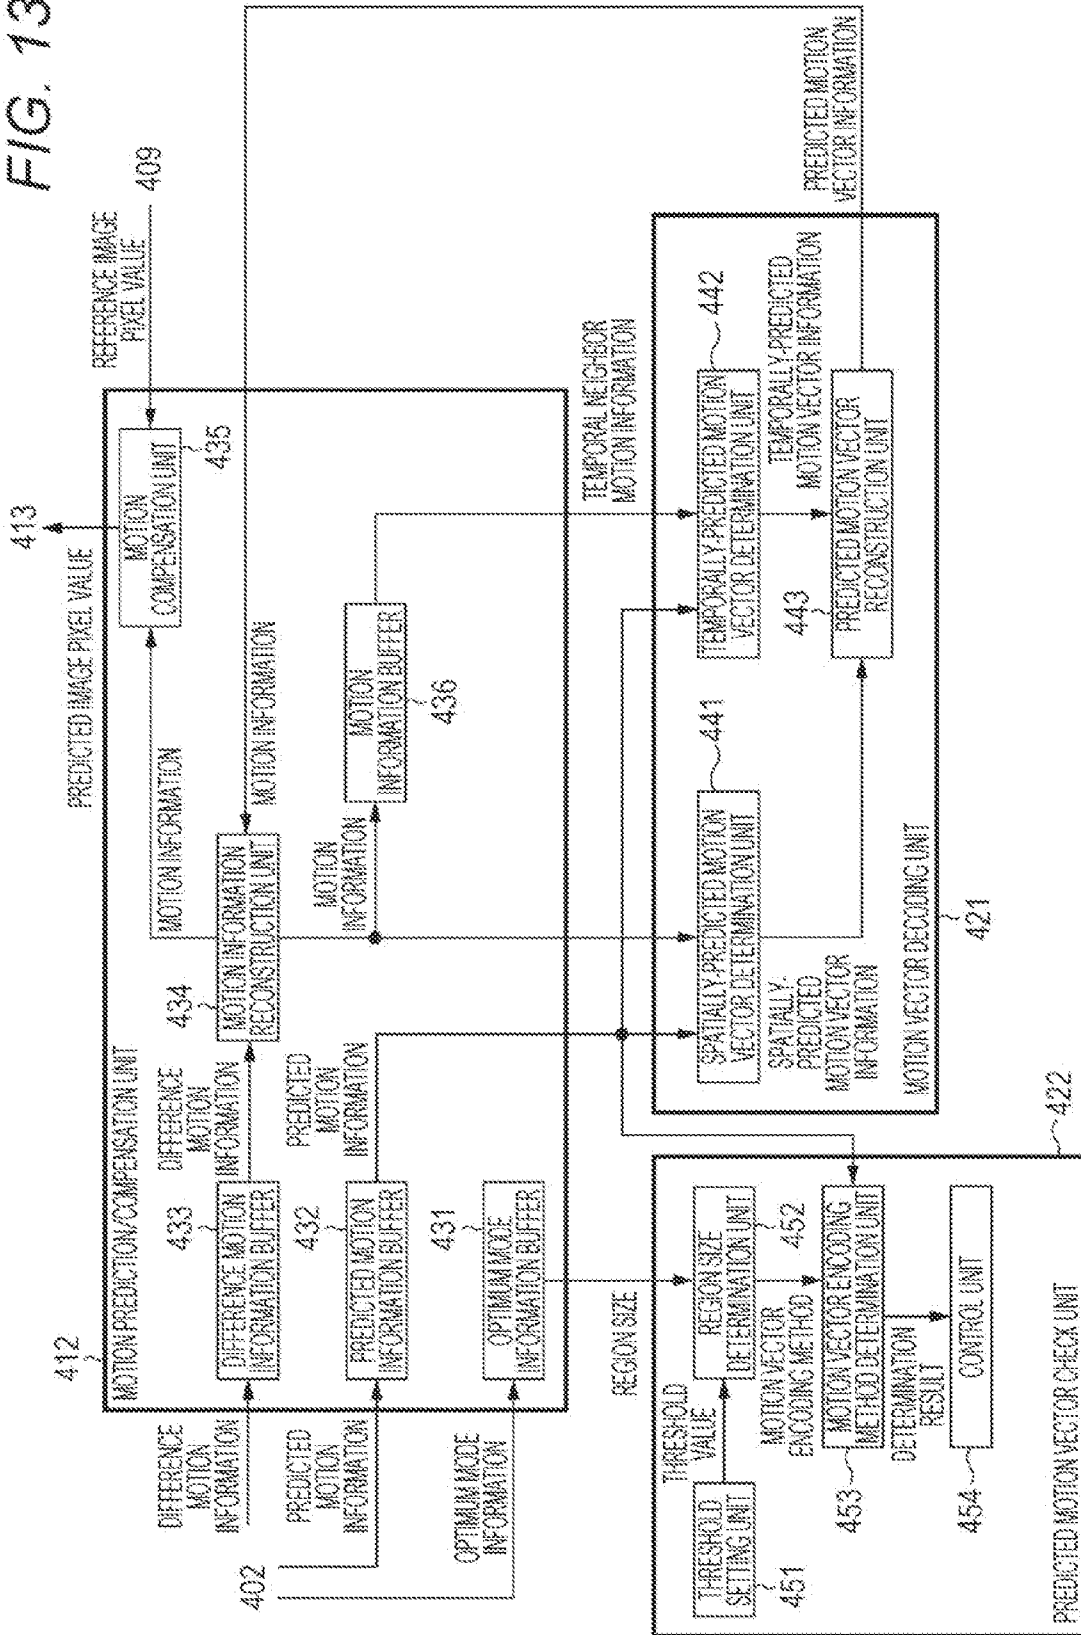 FIG. 13
412
MOTION PREDICTION/COMPENSATION UNIT
413
PREDICTED IMAGE PIXEL VALUE
REFERENCE IMAGE
PIXEL VALUE
409
MOTION
COMPENSATION UNIT
435
MOTION INFORMATION
DIFFERENCE
MOTION
INFORMATION
433
DIFFERENCE MOTION
INFORMATION BUFFER
DIFFERENCE
MOTION
INFORMATION
434
MOTION INFORMATION
RECONSTRUCTION UNIT
MOTION INFORMATION
402
PREDICTED
MOTION
INFORMATION
432
PREDICTED MOTION
INFORMATION BUFFER
PREDICTED
MOTION
INFORMATION
MOTION
INFORMATION
MOTION
INFORMATION BUFFER
436
OPTIMUM MODE
INFORMATION
431
OPTIMUM MODE
INFORMATION BUFFER
REGION SIZE
TEMPORAL NEIGHBOR
MOTION INFORMATION
THRESHOLD
VALUE
THRESHOLD
SETTING UNIT
451
REGION SIZE
DETERMINATION UNIT
452
MOTION VECTOR
ENCODING METHOD
453
MOTION VECTOR ENCODING
METHOD DETERMINATION UNIT
DETERMINATION
RESULT
454
CONTROL UNIT
PREDICTED MOTION VECTOR CHECK UNIT
422
441
SPATIALLY-PREDICTED MOTION
VECTOR DETERMINATION UNIT
SPATIALLY-
PREDICTED
MOTION VECTOR
INFORMATION
442
TEMPORALLY-PREDICTED MOTION
VECTOR DETERMINATION UNIT
TEMPORALLY-PREDICTED
MOTION VECTOR INFORMATION
443
PREDICTED MOTION VECTOR
RECONSTRUCTION UNIT
PREDICTED MOTION
VECTOR INFORMATION
MOTION VECTOR DECODING UNIT
421